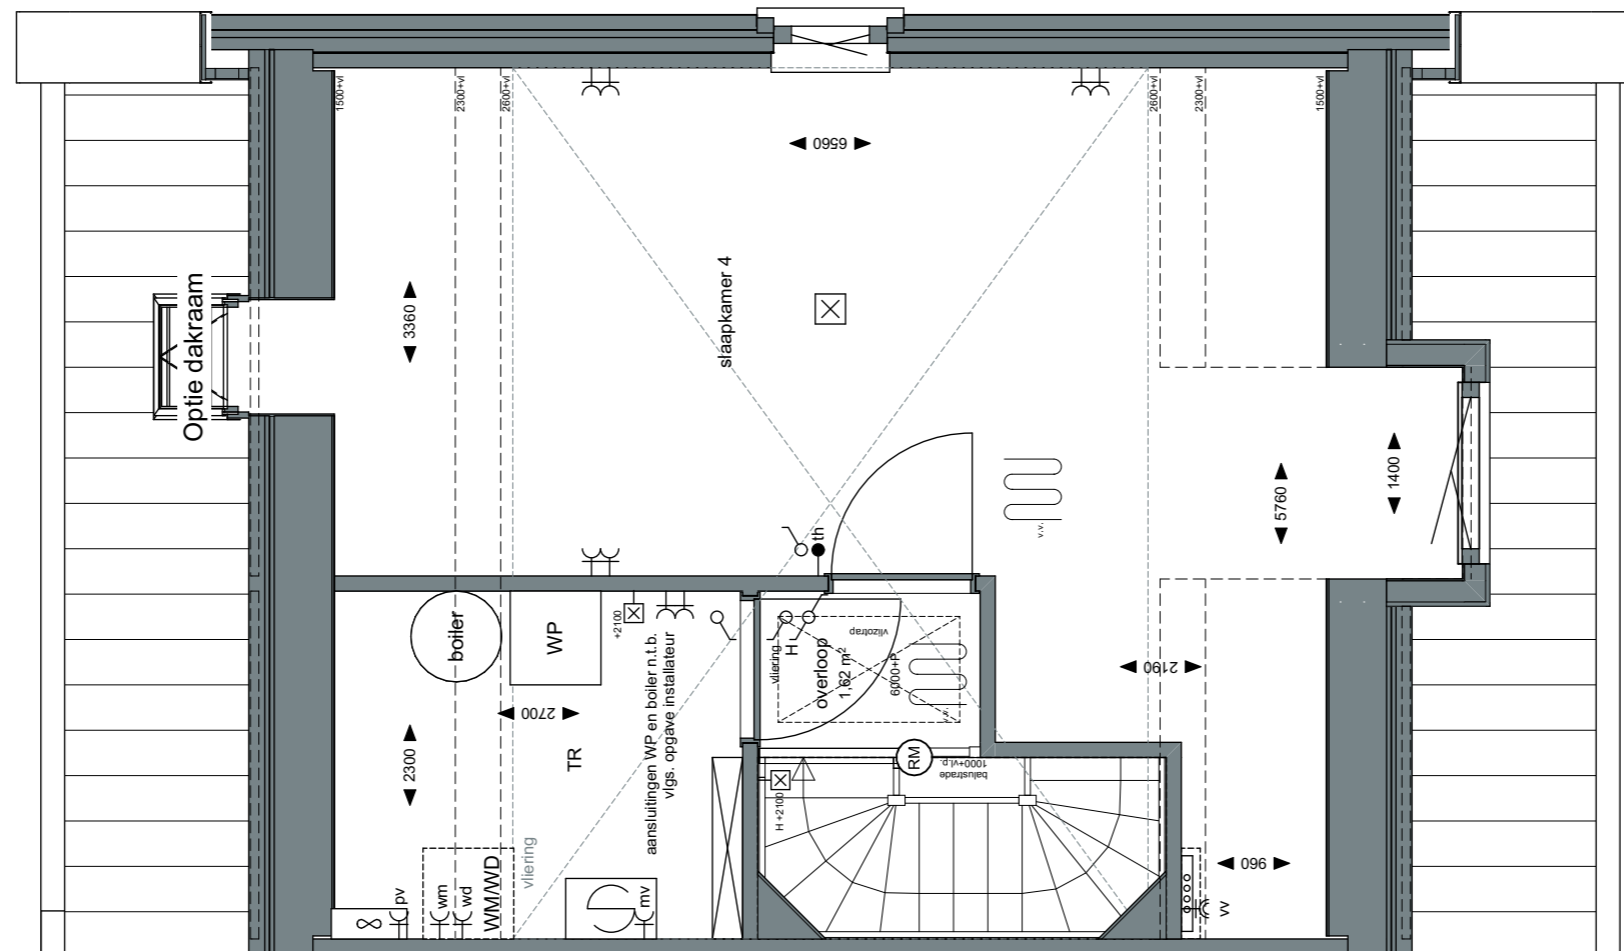 1500+vl
2300+vl
2600+vl
2600+vl
2300+vl
1500+vl
6560
Optie dakraam
3360
slaapkamer 4
5760
1400
v.v.
th
boiler
WP
+2100
aansluitingen WP en boiler n.t.b.
vlgs. opgave installateur
vliering
H
overloop
1,62 m²
vlizotrap
6000+P
2190
2700
2300
TR
RM
balustrade
1000+vl.p.
H +2100
vliering
WM/WD
pv
wm
wd
mv
960
vv